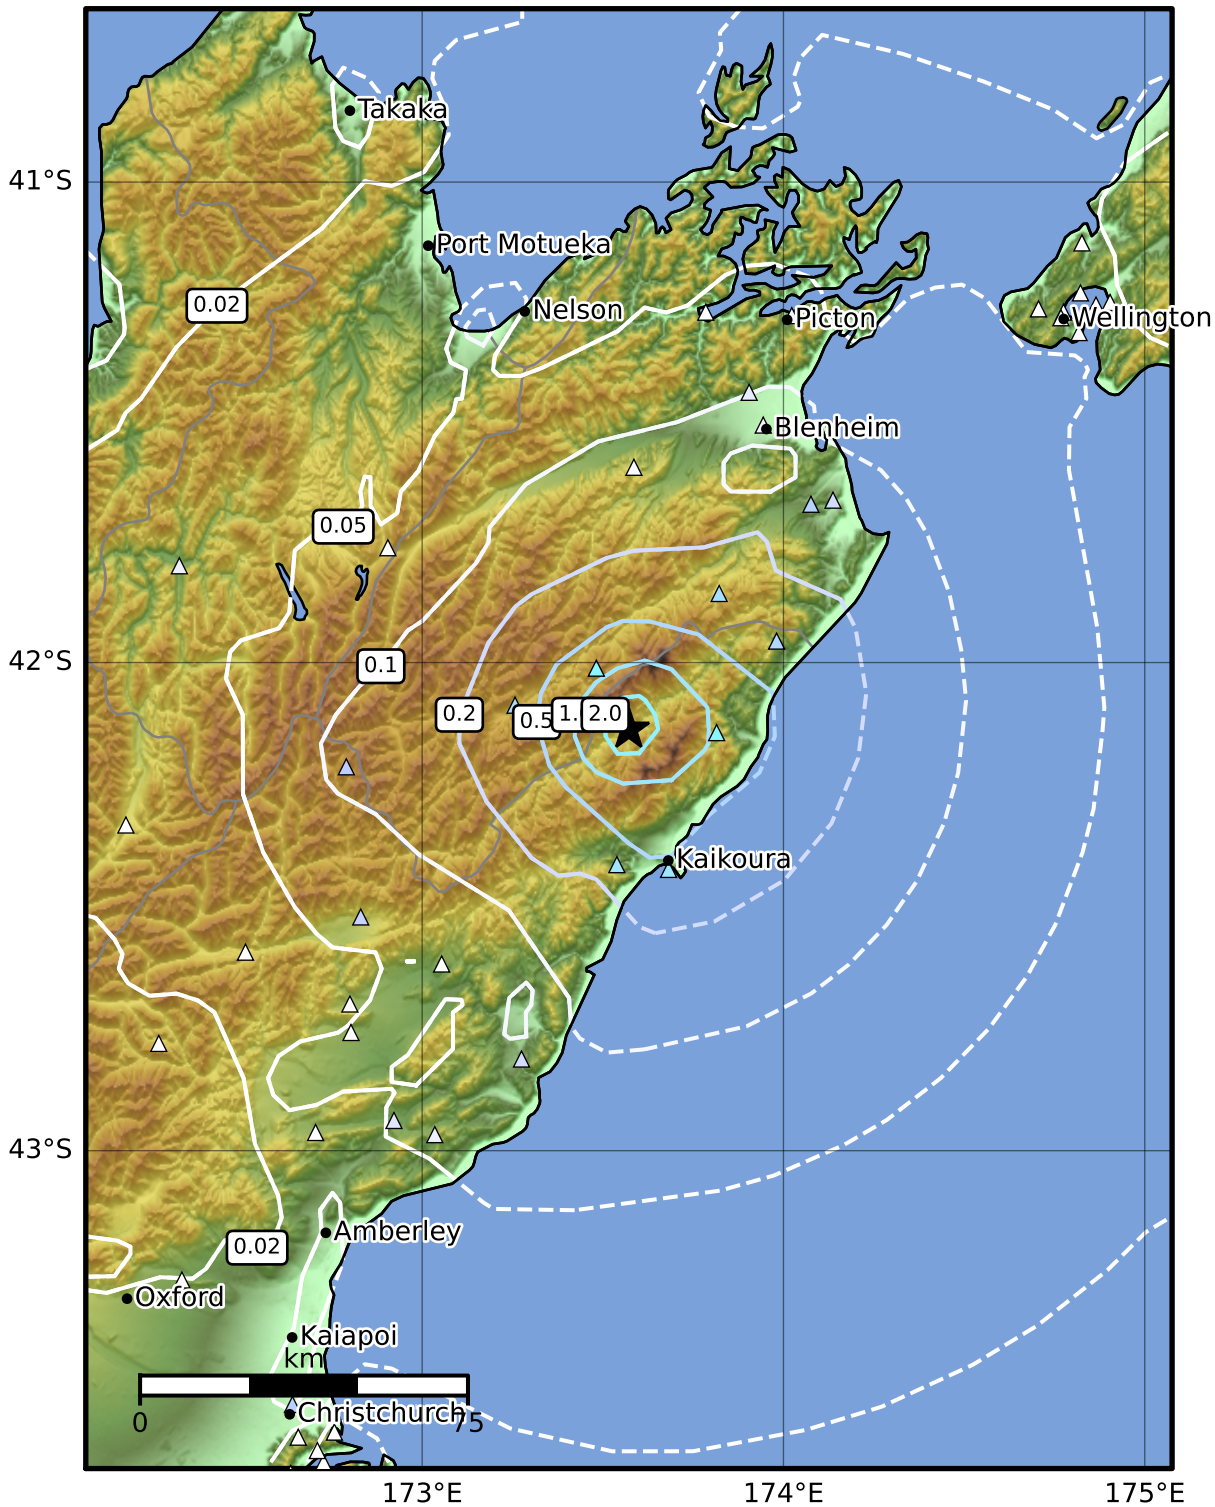 Takaka
41°S
Port Motueka
0.02
Nelson
Picton
Wellington
Blenheim
0.05
42°S
0.1
0.2
0.5
1.
2.0
Kaikoura
43°S
Amberley
0.02
Oxford
Kaiapoi
km
Christchurch
0
75
173°E
174°E
175°E